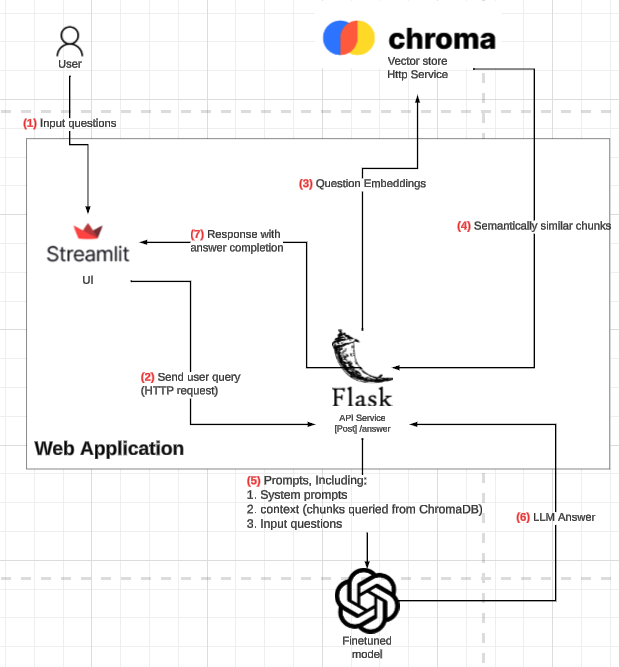 chroma
Vector store
Http Service
User
(1) Input questions
(3) Question Embeddings
(4) Semantically similar chunks
(7) Response with
answer completion
Streamlit
UI
(2) Send user query
(HTTP request)
Flask
API Service
[Post] /answer
Web Application
(5) Prompts, Including:
1. System prompts
2. context (chunks queried from ChromaDB)
3. Input questions
(6) LLM Answer
Finetuned
model